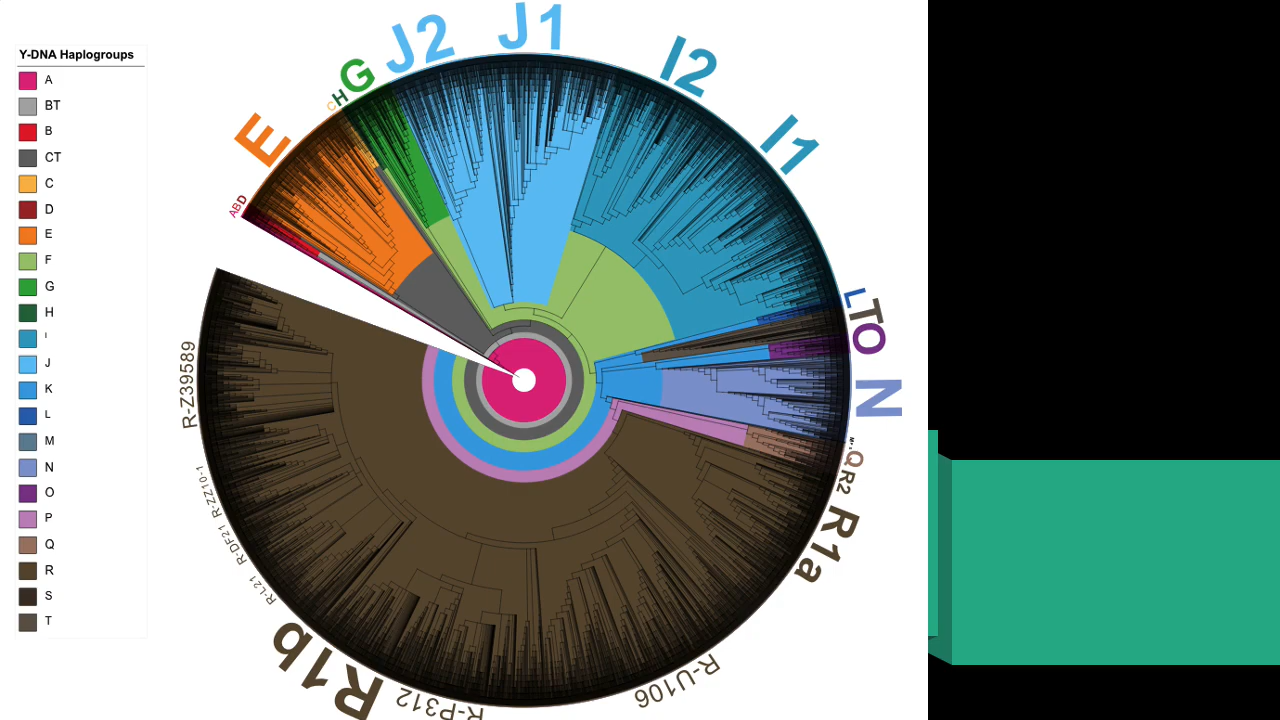 Y-DNA Haplogroups
A
BT
B
CT
C
D
E
F
G
H
I
J
K
L
M
N
O
P
Q
R
S
T
ABD
E
C
H
G
J2
J1
I2
I1
L
T
O
N
Q
R2
R1a
R-U106
R-P312
R1b
R-L21
R-DF21
R-ZZ10-1
R-Z39589